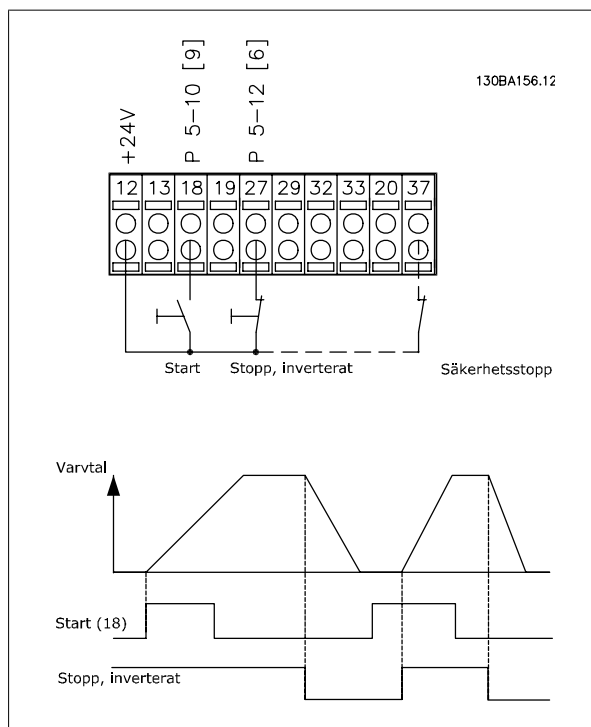 130BA156.12
+24V
P 5-10 [9]
P 5-12 [6]
12 13 18 19 27 29 32 33 20 37
Start
Stopp, inverterat
Säkerhetsstopp
Varvtal
Start (18)
Stopp, inverterat